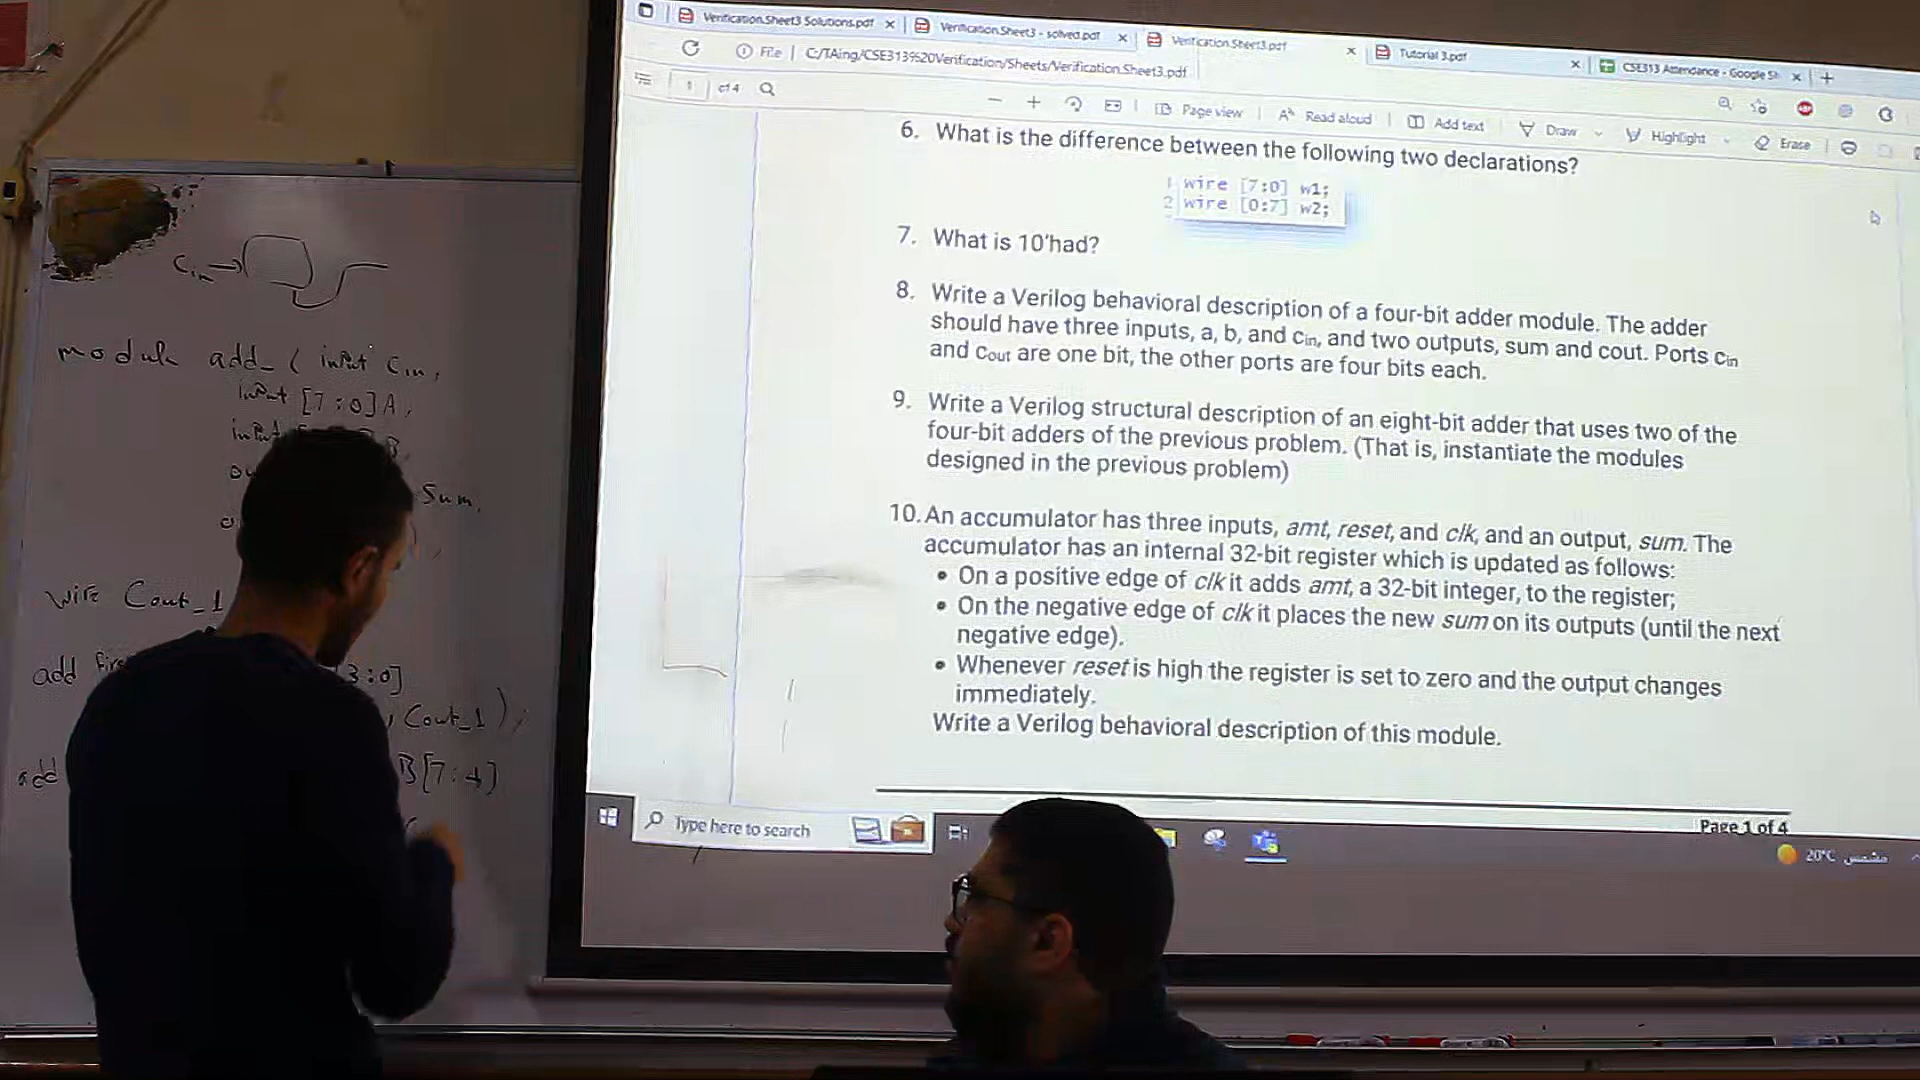 Verification.Sheet3 Solutions.pdf
Verification.Sheet3 - solved.pdf
Verification.Sheet3.pdf
Tutorial 3.pdf
CSE313 Attendance - Google Sh
File
C:/TAing/CSE313%20Verification/Sheets/Verification.Sheet3.pdf
1 of 4
Page view
Read aloud
Add text
Draw
Highlight
Erase
6. What is the difference between the following two declarations?
1 wire [7:0] w1;
2 wire [0:7] w2;
7. What is 10'had?
8. Write a Verilog behavioral description of a four-bit adder module. The adder
should have three inputs, a, b, and cin, and two outputs, sum and cout. Ports cin
and cout are one bit, the other ports are four bits each.
9. Write a Verilog structural description of an eight-bit adder that uses two of the
four-bit adders of the previous problem. (That is, instantiate the modules
designed in the previous problem)
10. An accumulator has three inputs, amt, reset, and clk, and an output, sum. The
accumulator has an internal 32-bit register which is updated as follows:
• On a positive edge of clk it adds amt, a 32-bit integer, to the register;
• On the negative edge of clk it places the new sum on its outputs (until the next
negative edge).
• Whenever reset is high the register is set to zero and the output changes
immediately.
Write a Verilog behavioral description of this module.
Page 1 of 4
Type here to search
20°C مشمس
Cin
module add_ ( input Cin,
input [7:0] A,
input B,
Sum,
wire Cout_1
add 3:0]
, Cout_1 );
add B[7:4]